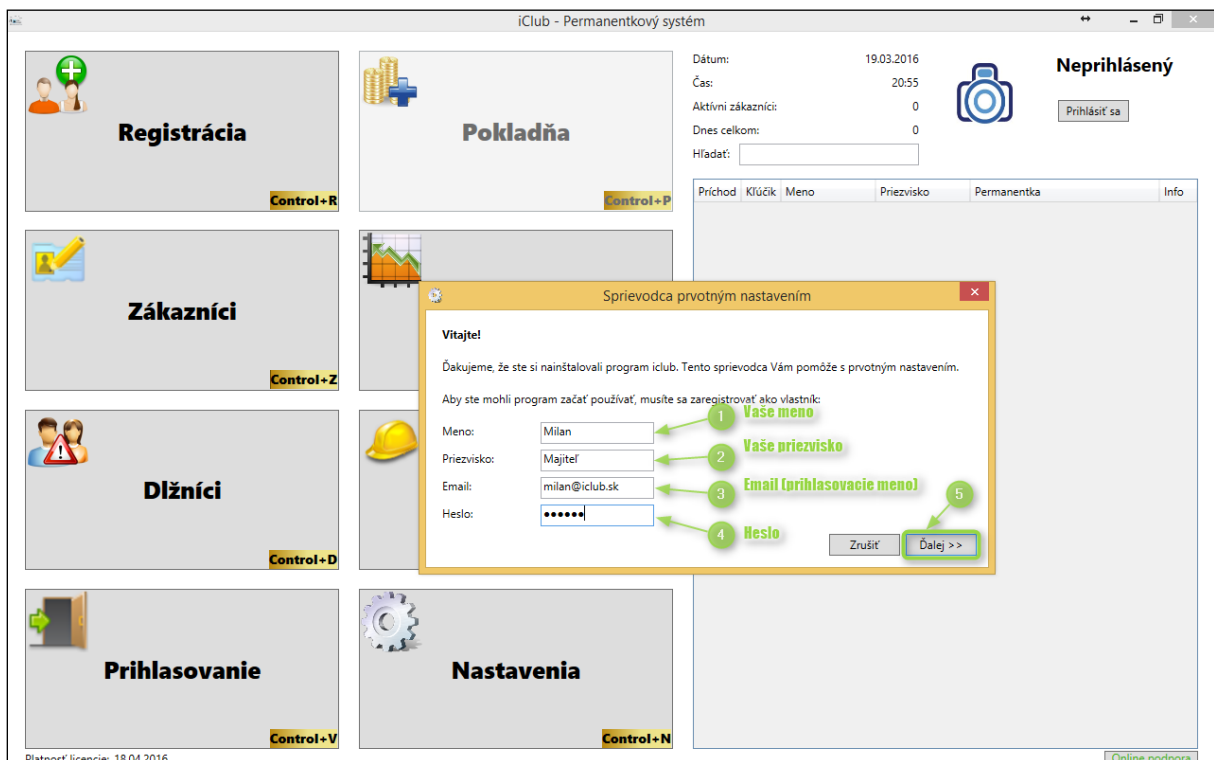 iClub - Permanentkový systém
Registrácia
Control+R
Pokladňa
Control+P
Dátum: 19.03.2016
Čas: 20:55
Aktívni zákazníci: 0
Dnes celkom: 0
Hľadať:
Neprihlásený
Prihlásiť sa
Príchod Kľúčik Meno Priezvisko Permanentka Info
Zákazníci
Control+Z
Sprievodca prvotným nastavením
Vitajte!
Ďakujeme, že ste si nainštalovali program iclub. Tento sprievodca Vám pomôže s prvotným nastavením.
Aby ste mohli program začať používať, musíte sa zaregistrovať ako vlastník:
Meno: Milan
1 Vaše meno
Priezvisko: Majiteľ
2 Vaše priezvisko
Email: milan@iclub.sk
3 Email (prihlasovacie meno)
Heslo: ••••••
4 Heslo
5
Zrušiť Ďalej >>
Dlžníci
Control+D
Prihlasovanie
Control+V
Nastavenia
Control+N
Platnosť licencie: 18.04.2016
Online podpora